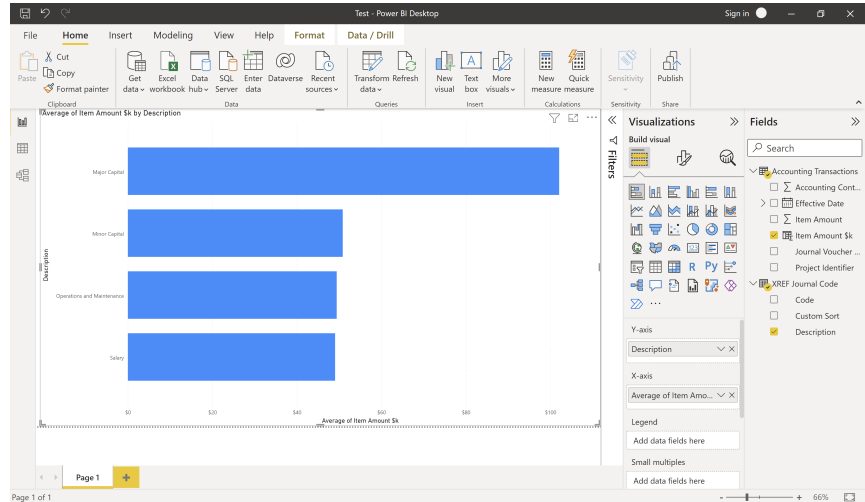 Test - Power BI Desktop
Sign in
File Home Insert Modeling View Help Format Data / Drill
Paste
Cut
Copy
Format painter
Get data
Excel workbook
Data hub
SQL Server
Enter data
Dataverse
Recent sources
Transform data
Refresh
New visual
Text box
More visuals
New measure
Quick measure
Sensitivity
Publish
Clipboard Data Queries Insert Calculations Sensitivity Share
Average of Item Amount $k by Description
Description
Major Capital
Minor Capital
Operations and Maintenance
Salary
$0 $20 $40 $60 $80 $100
Average of Item Amount $k
Filters
Visualizations
Build visual
R Py
Y-axis
Description
X-axis
Average of Item Amo...
Legend
Add data fields here
Small multiples
Add data fields here
Fields
Search
Accounting Transactions
Accounting Cont...
Effective Date
Item Amount
Item Amount $k
Journal Voucher ...
Project Identifier
XREF Journal Code
Code
Custom Sort
Description
Page 1
Page 1 of 1
66%